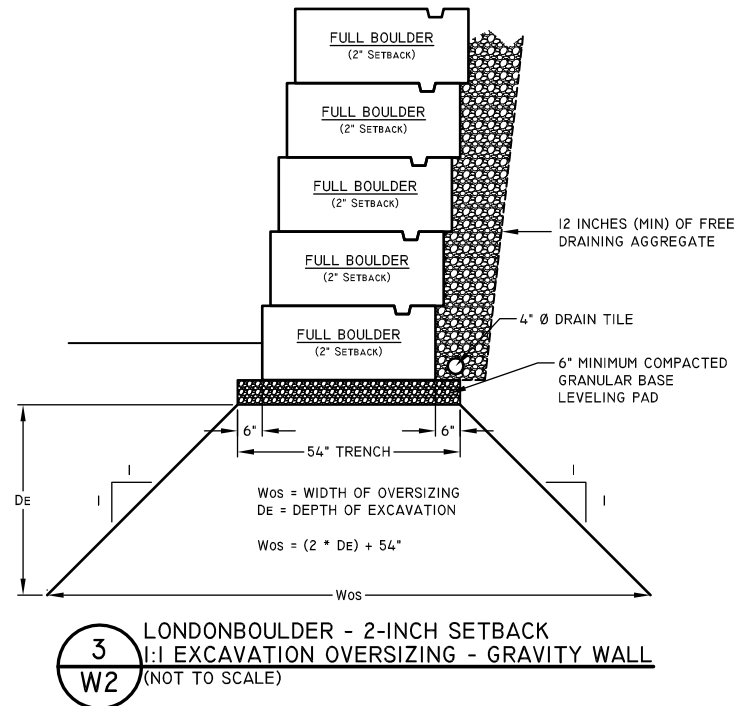 FULL BOULDER
(2" SETBACK)
FULL BOULDER
(2" SETBACK)
FULL BOULDER
(2" SETBACK)
FULL BOULDER
(2" SETBACK)
FULL BOULDER
(2" SETBACK)
12 INCHES (MIN) OF FREE
DRAINING AGGREGATE
4" Ø DRAIN TILE
6" MINIMUM COMPACTED
GRANULAR BASE
LEVELING PAD
6"
6"
54" TRENCH
1
1
1
1
DE
WOS = WIDTH OF OVERSIZING
DE = DEPTH OF EXCAVATION
WOS = (2 * DE) + 54"
WOS
3
W2
LONDONBOULDER - 2-INCH SETBACK
1:1 EXCAVATION OVERSIZING - GRAVITY WALL
(NOT TO SCALE)